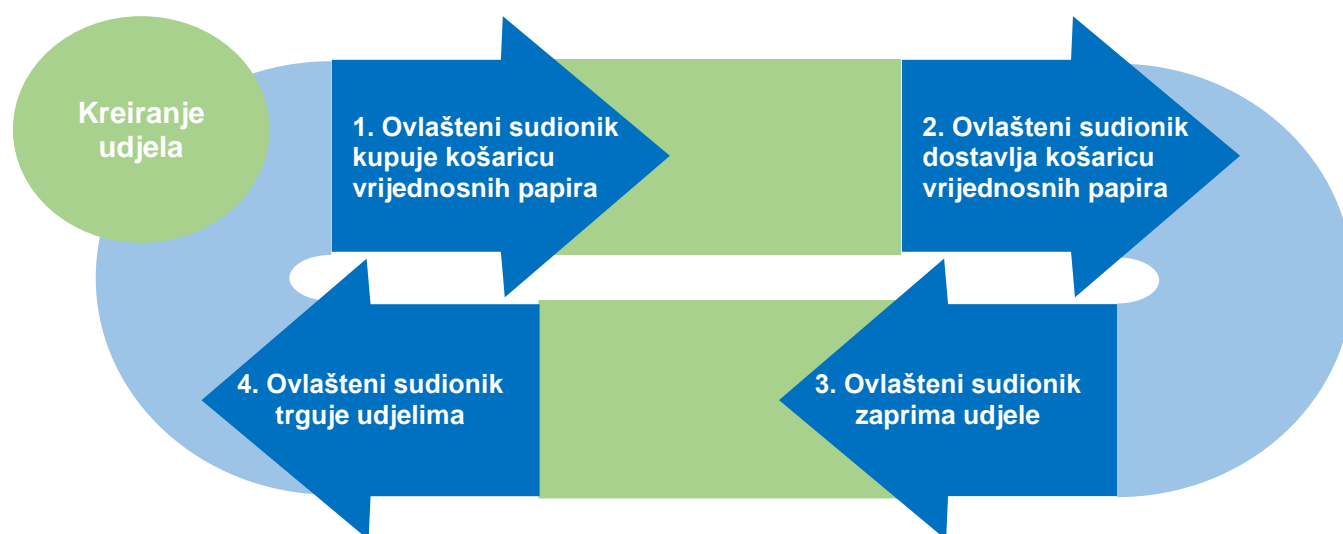 Kreiranje
udjela
1. Ovlašteni sudionik
kupuje košaricu
vrijednosnih papira
2. Ovlašteni sudionik
dostavlja košaricu
vrijednosnih papira
4. Ovlašteni sudionik
trguje udjelima
3. Ovlašteni sudionik
zaprima udjele